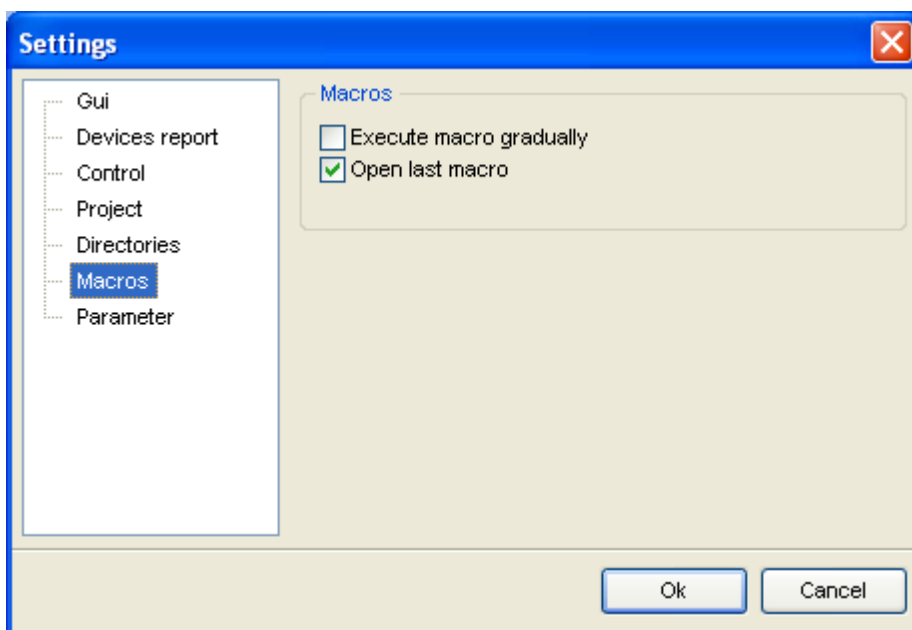 Settings
Gui
Devices report
Control
Project
Directories
Macros
Parameter
Macros
Execute macro gradually
Open last macro
Ok
Cancel